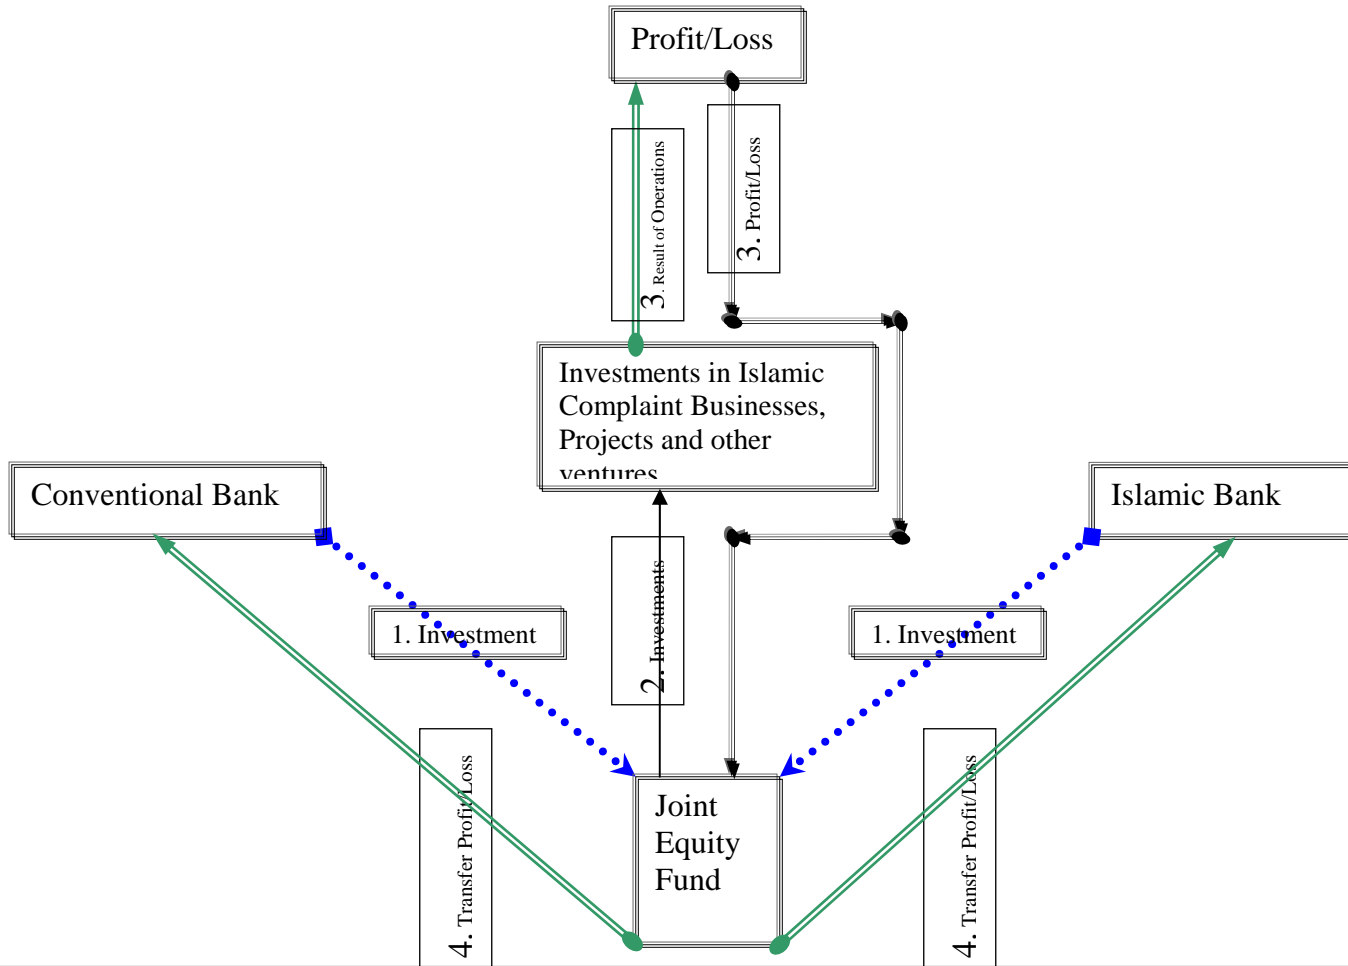 Profit/Loss
3. Result of Operations
3. Profit/Loss
Investments in Islamic
Complaint Businesses,
Projects and other
ventures
Conventional Bank
Islamic Bank
1. Investment
2. Investments
1. Investment
4. Transfer Profit/Loss
Joint
Equity
Fund
4. Transfer Profit/Loss